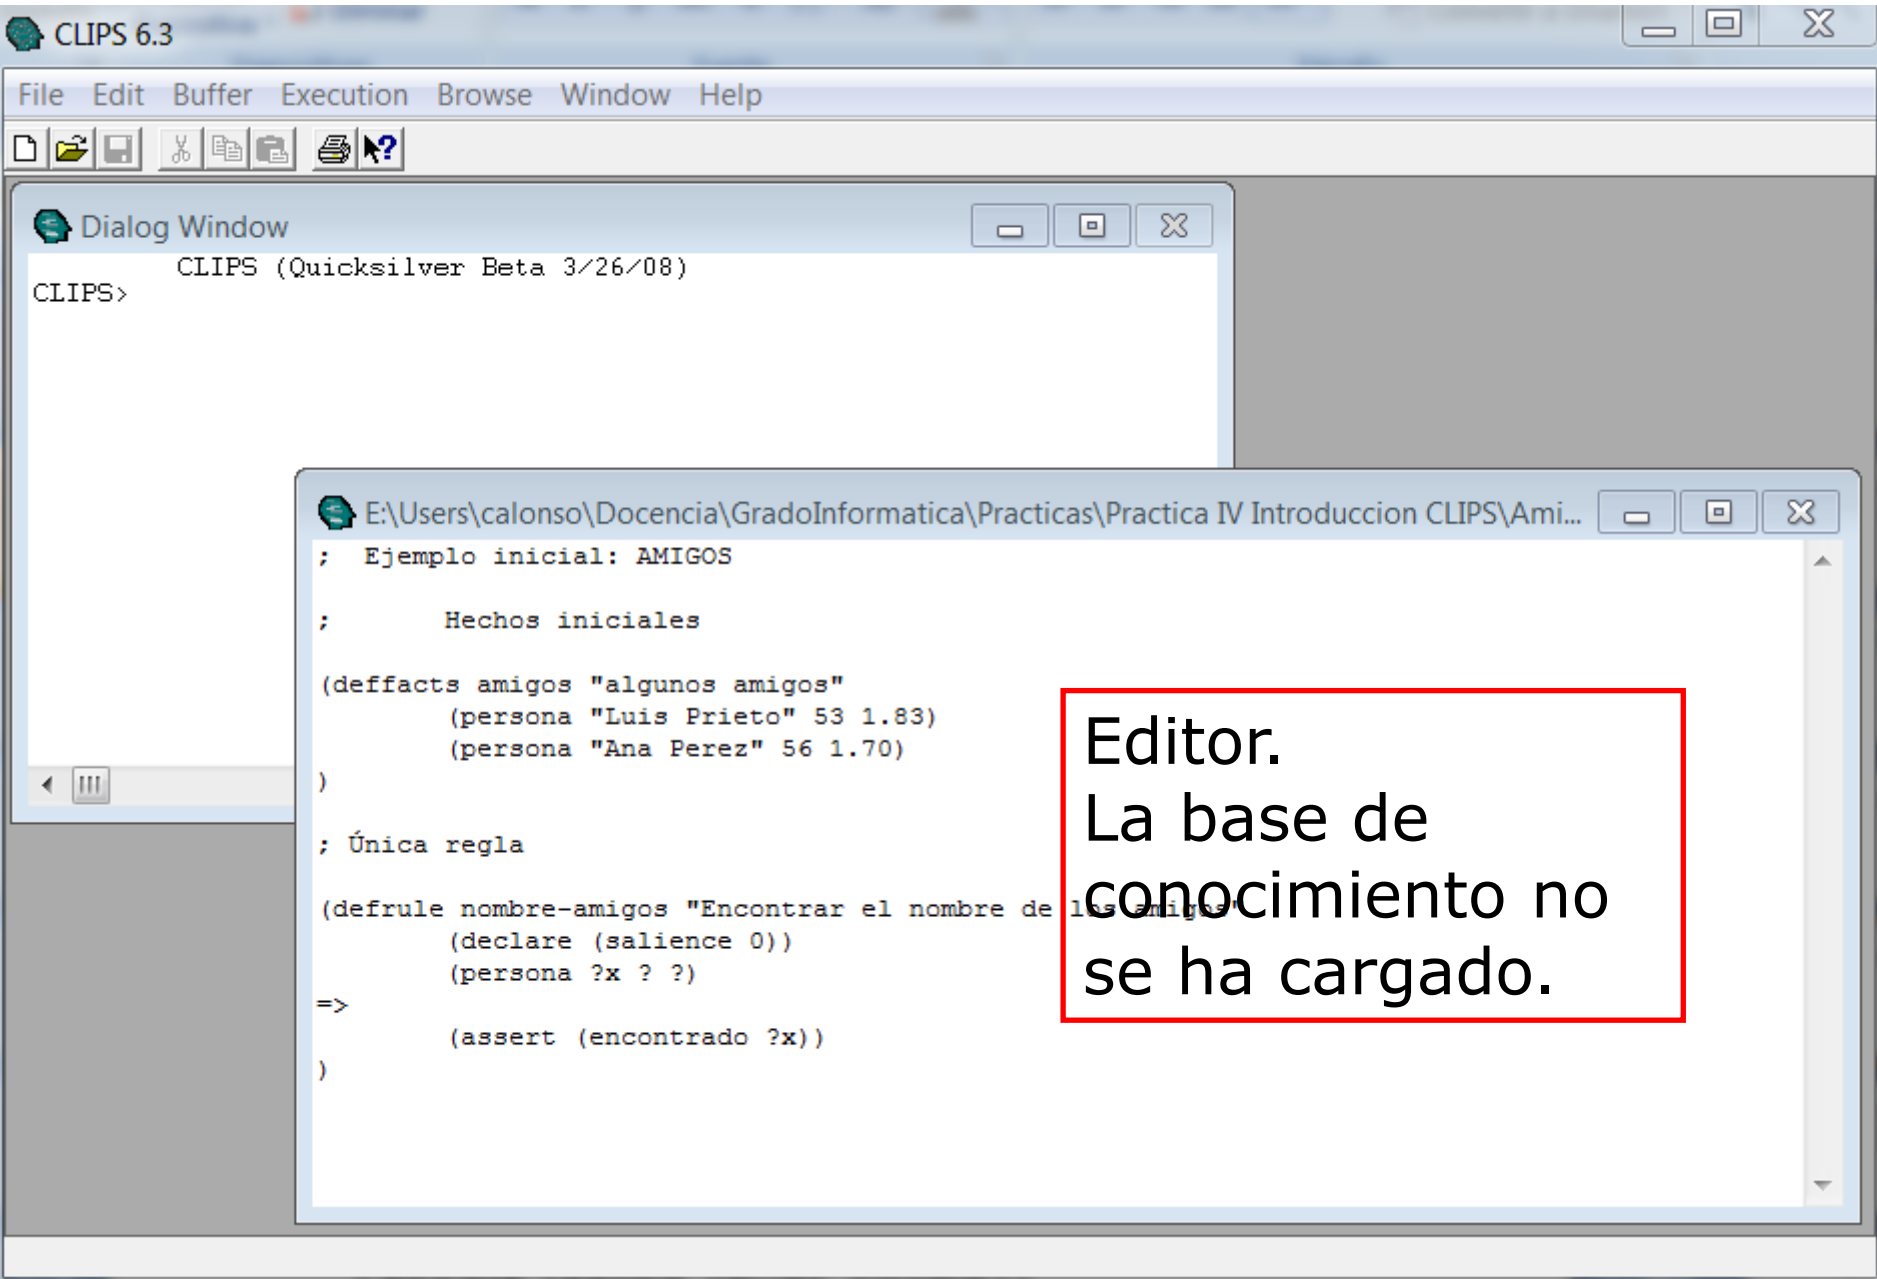 CLIPS 6.3
File Edit Buffer Execution Browse Window Help
Dialog Window
CLIPS (Quicksilver Beta 3/26/08)
CLIPS>
E:\Users\calonso\Docencia\GradoInformatica\Practicas\Practica IV Introduccion CLIPS\Ami...
;  Ejemplo inicial: AMIGOS
;       Hechos iniciales
(deffacts amigos "algunos amigos"
(persona "Luis Prieto" 53 1.83)
(persona "Ana Perez" 56 1.70)
)
; Única regla
(defrule nombre-amigos "Encontrar el nombre de los amigos"
(declare (salience 0))
(persona ?x ? ?)
=>
(assert (encontrado ?x))
)
Editor.
La base de
conocimiento no
se ha cargado.